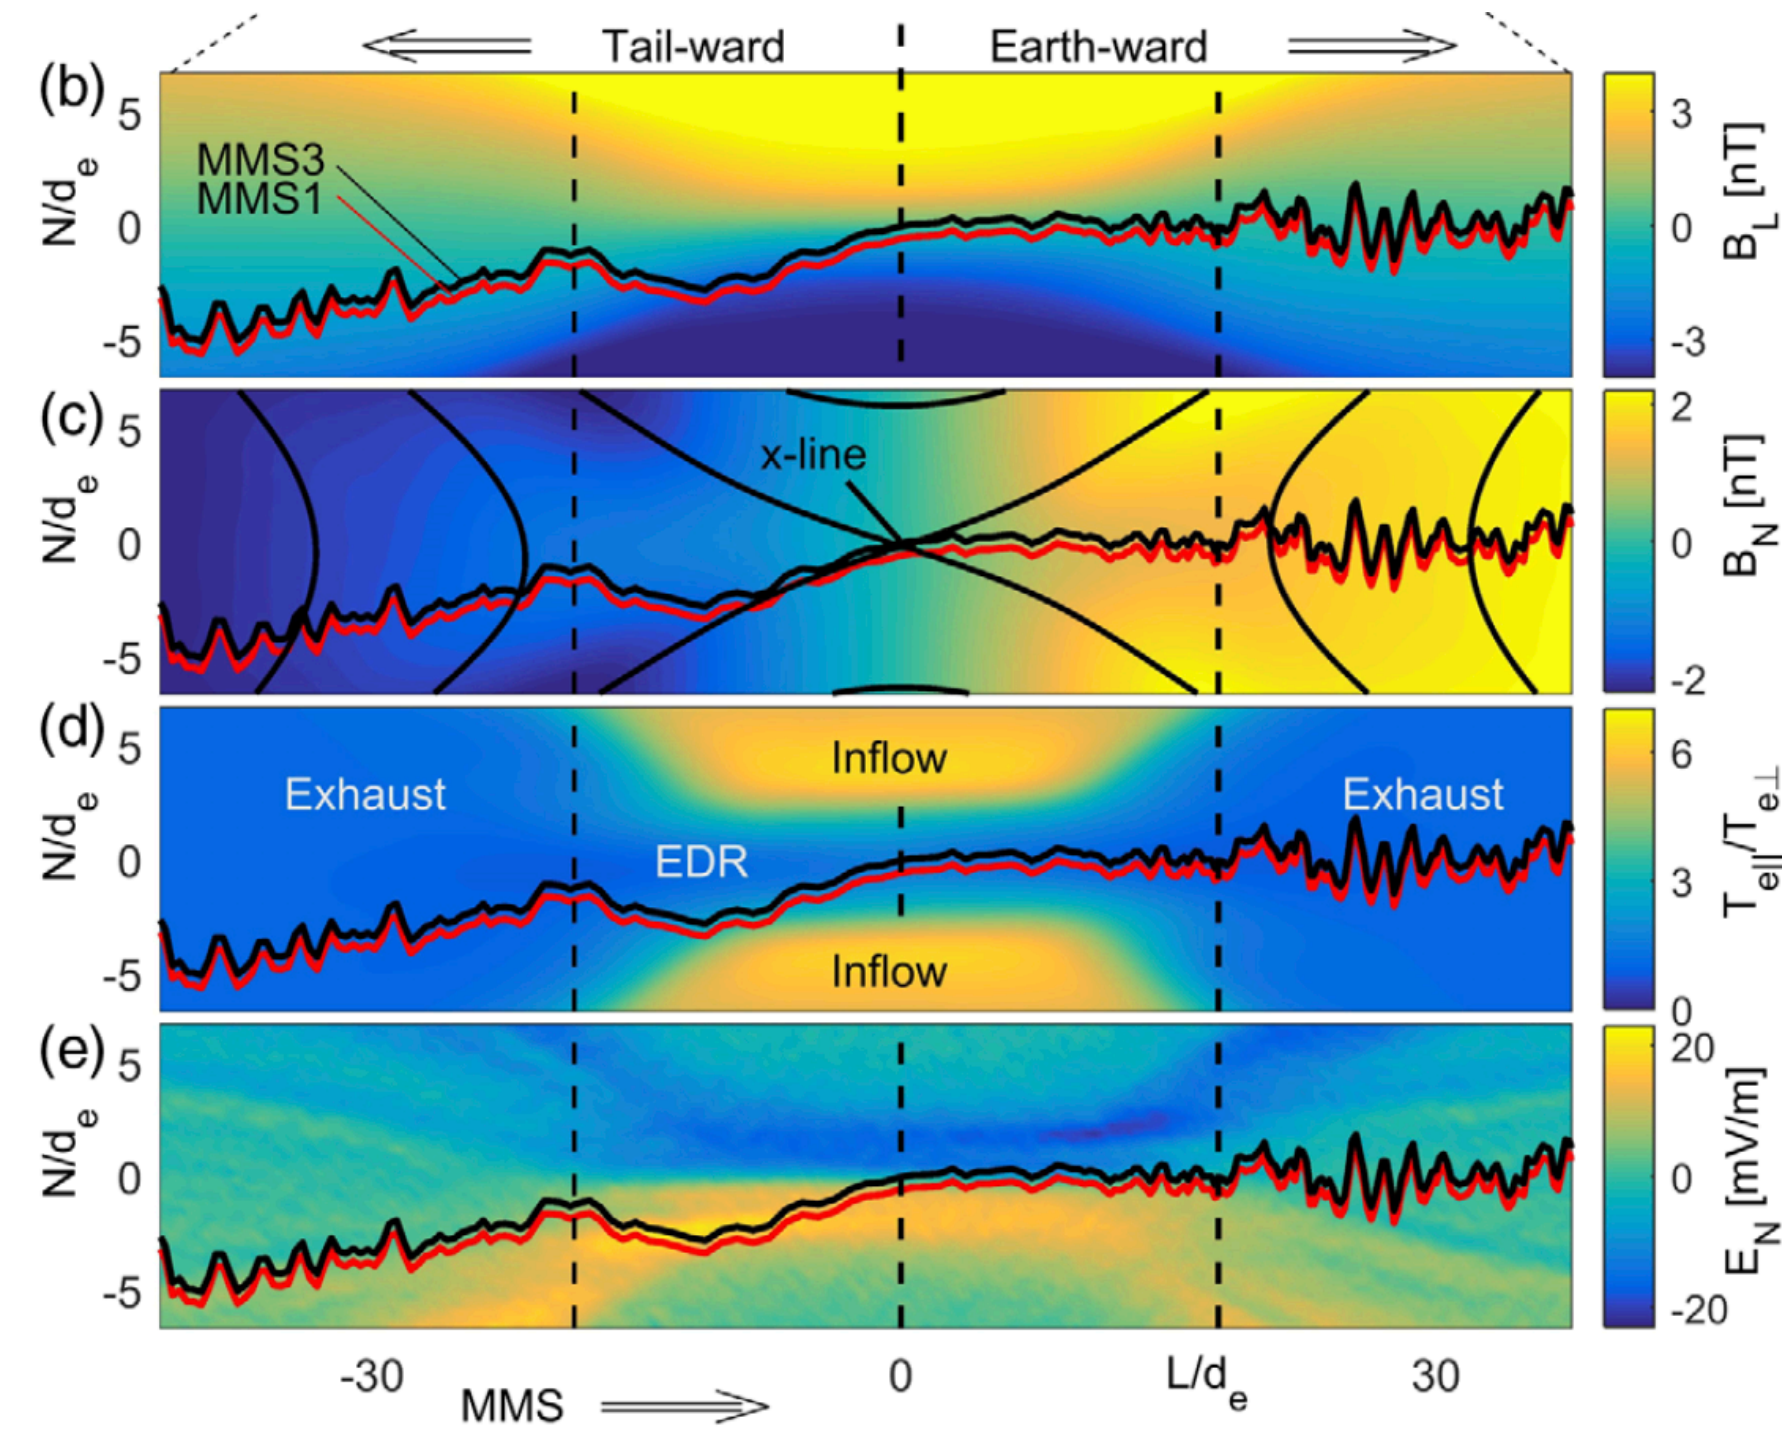 Tail-ward Earth-ward
(b)
5
0
-5
N/de
MMS3
MMS1
3
0
-3
BL [nT]
(c)
5
0
-5
N/de
x-line
2
0
-2
BN [nT]
(d)
5
0
-5
N/de
Inflow
Exhaust Exhaust
EDR
Inflow
6
3
0
Te||/Te⊥
(e)
5
0
-5
N/de
20
0
-20
EN [mV/m]
-30 0 L/de 30
MMS